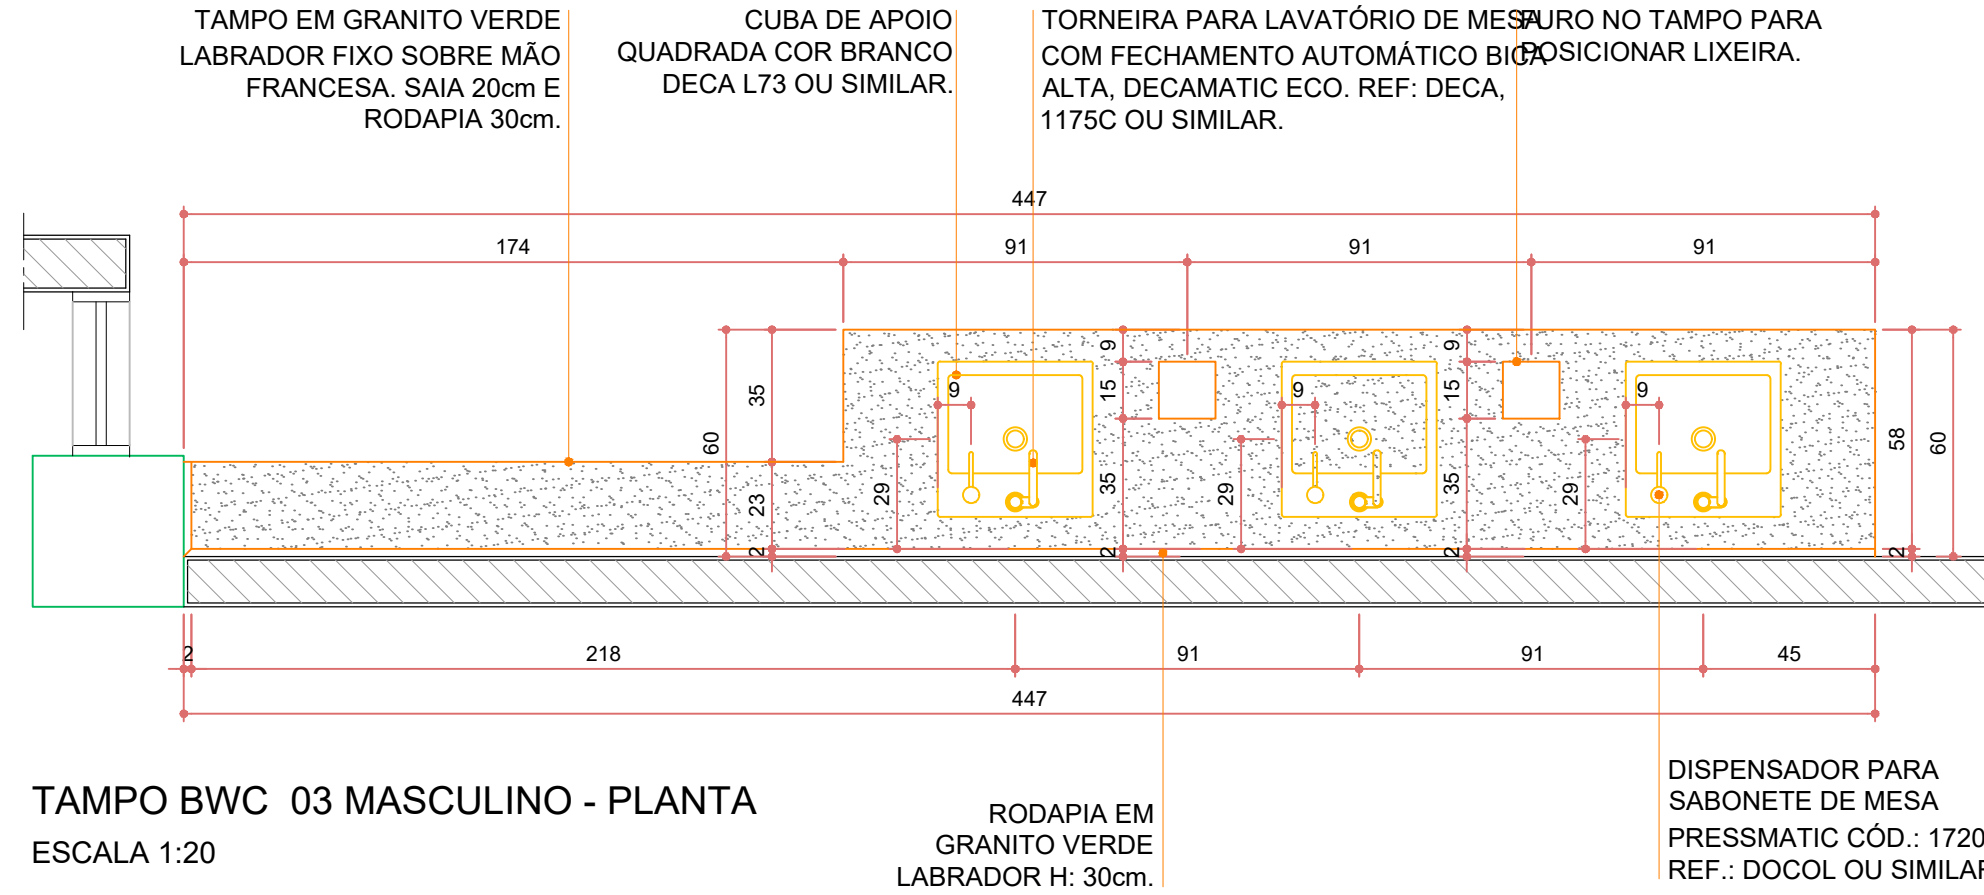 TAMPO EM GRANITO VERDE
LABRADOR FIXO SOBRE MÃO
FRANCESA. SAIA 20cm E
RODAPIA 30cm.
CUBA DE APOIO
QUADRADA COR BRANCO
DECA L73 OU SIMILAR.
TORNEIRA PARA LAVATÓRIO DE MESA
COM FECHAMENTO AUTOMÁTICO BICA
ALTA, DECAMATIC ECO. REF: DECA,
1175C OU SIMILAR.
FURO NO TAMPO PARA
POSICIONAR LIXEIRA.
447
174
91
91
91
60
35
23
2
29
9
9
15
35
2
29
9
9
15
35
2
29
9
58
2
60
2
218
91
91
45
447
TAMPO BWC 03 MASCULINO - PLANTA
ESCALA 1:20
RODAPIA EM
GRANITO VERDE
LABRADOR H: 30cm.
DISPENSADOR PARA
SABONETE DE MESA
PRESSMATIC CÓD.: 1720
REF.: DOCOL OU SIMILAR